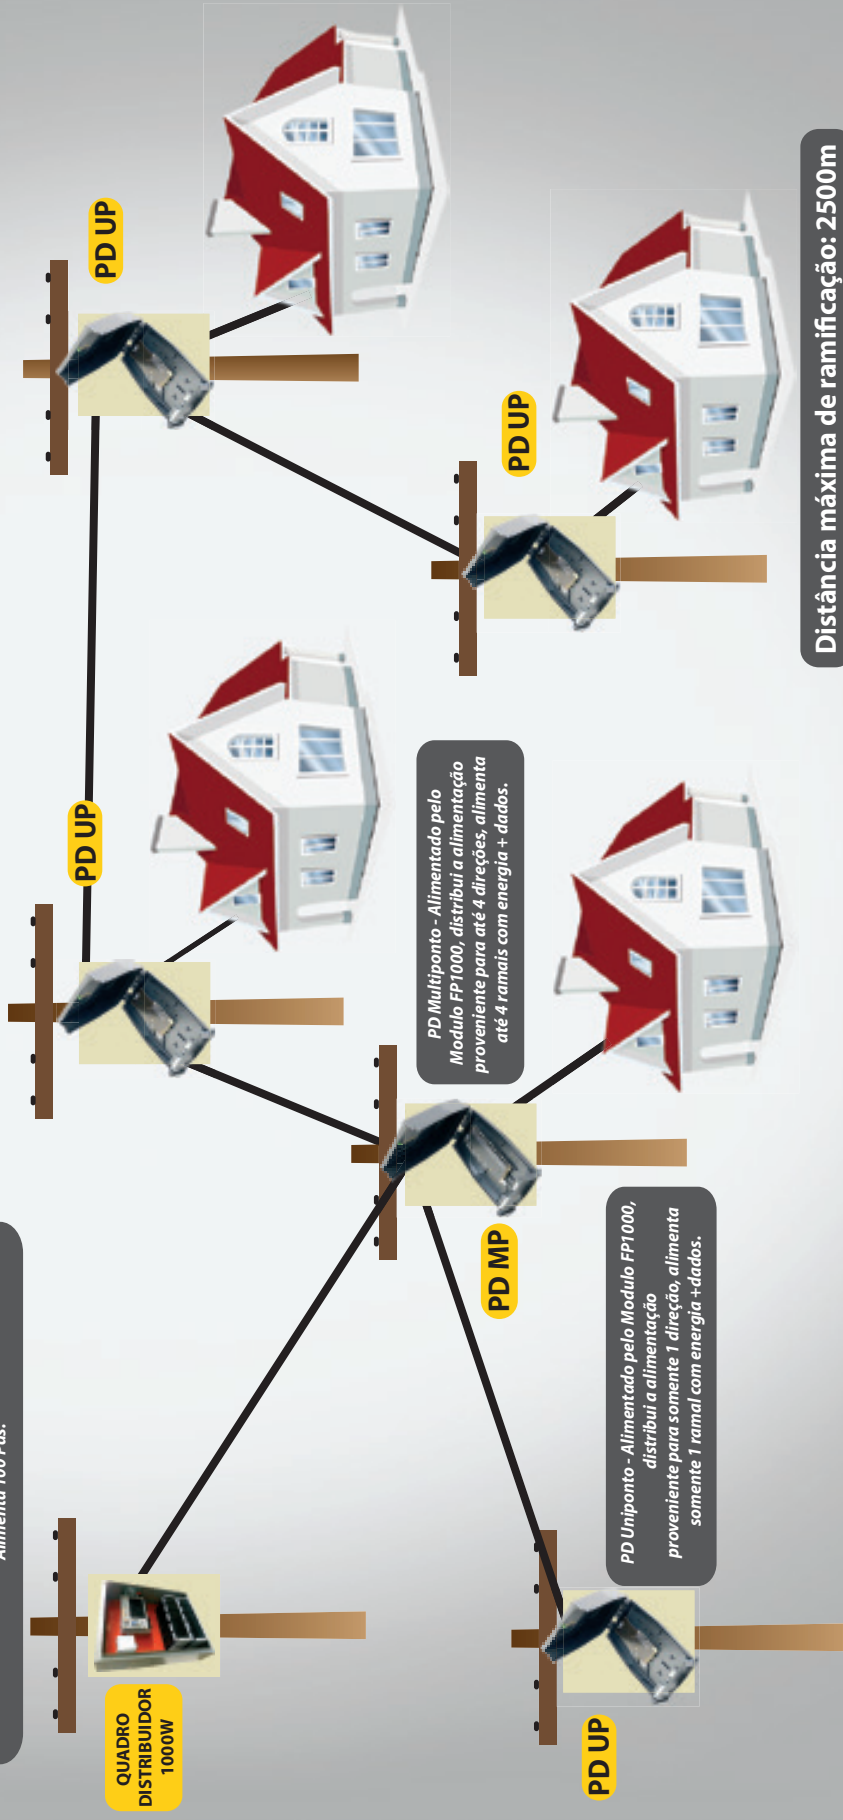 Alimenta 100 Pds.
QUADRO
DISTRIBUIDOR
1000W
PD UP
PD UP
PD UP
PD MP
PD UP
PD Multiponto - Alimentado pelo
Modulo FP1000, distribui a alimentação
proveniente para até 4 direções, alimenta
até 4 ramais com energia + dados.
PD Uniponto - Alimentado pelo Modulo FP1000,
distribui a alimentação
proveniente para somente 1 direção, alimenta
somente 1 ramal com energia +dados.
Distância máxima de ramificação: 2500m